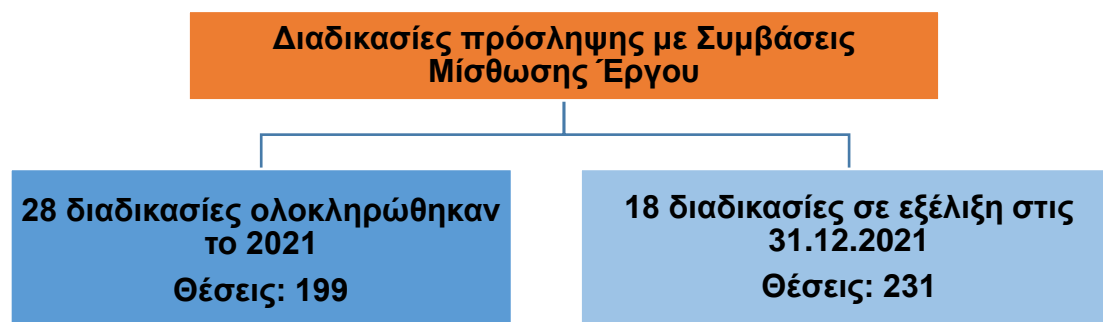 Διαδικασίες πρόσληψης με Συμβάσεις
Μίσθωσης Έργου
28 διαδικασίες ολοκληρώθηκαν
το 2021
Θέσεις: 199
18 διαδικασίες σε εξέλιξη στις
31.12.2021
Θέσεις: 231